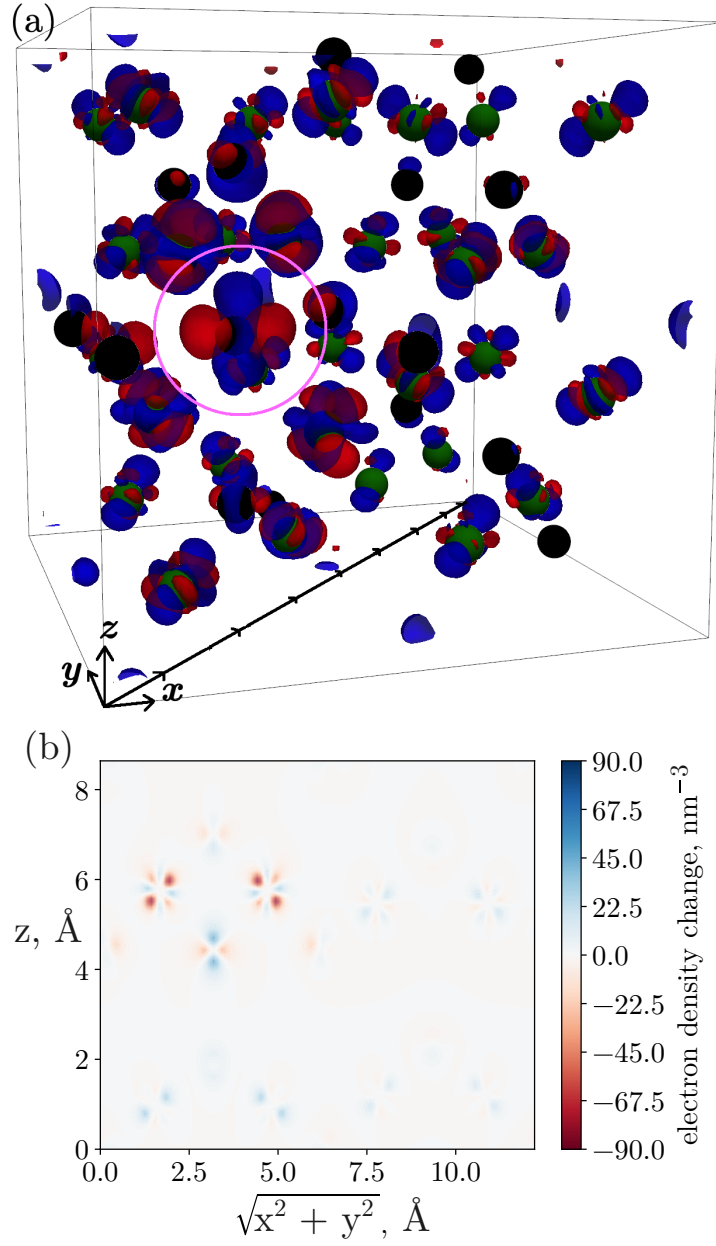 (a)
z
y
x
(b)
8
6
4
2
0
z, Å
0.0 2.5 5.0 7.5 10.0
√x² + y², Å
90.0
67.5
45.0
22.5
0.0
−22.5
−45.0
−67.5
−90.0
electron density change, nm⁻³